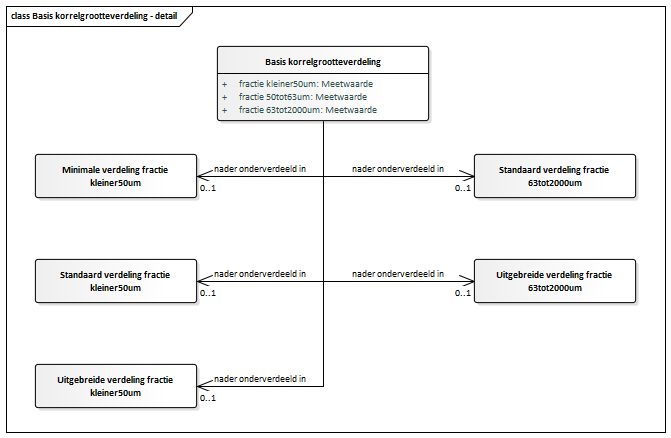 class Basis korrelgrootteverdeling - detail
Basis korrelgrootteverdeling
+ fractie kleiner50um: Meetwaarde
+ fractie 50tot63um: Meetwaarde
+ fractie 63tot2000um: Meetwaarde
Minimale verdeling fractie
kleiner50um
nader onderverdeeld in
0..1
nader onderverdeeld in
0..1
Standaard verdeling fractie
63tot2000um
Standaard verdeling fractie
kleiner50um
nader onderverdeeld in
0..1
nader onderverdeeld in
0..1
Uitgebreide verdeling fractie
63tot2000um
Uitgebreide verdeling fractie
kleiner50um
nader onderverdeeld in
0..1